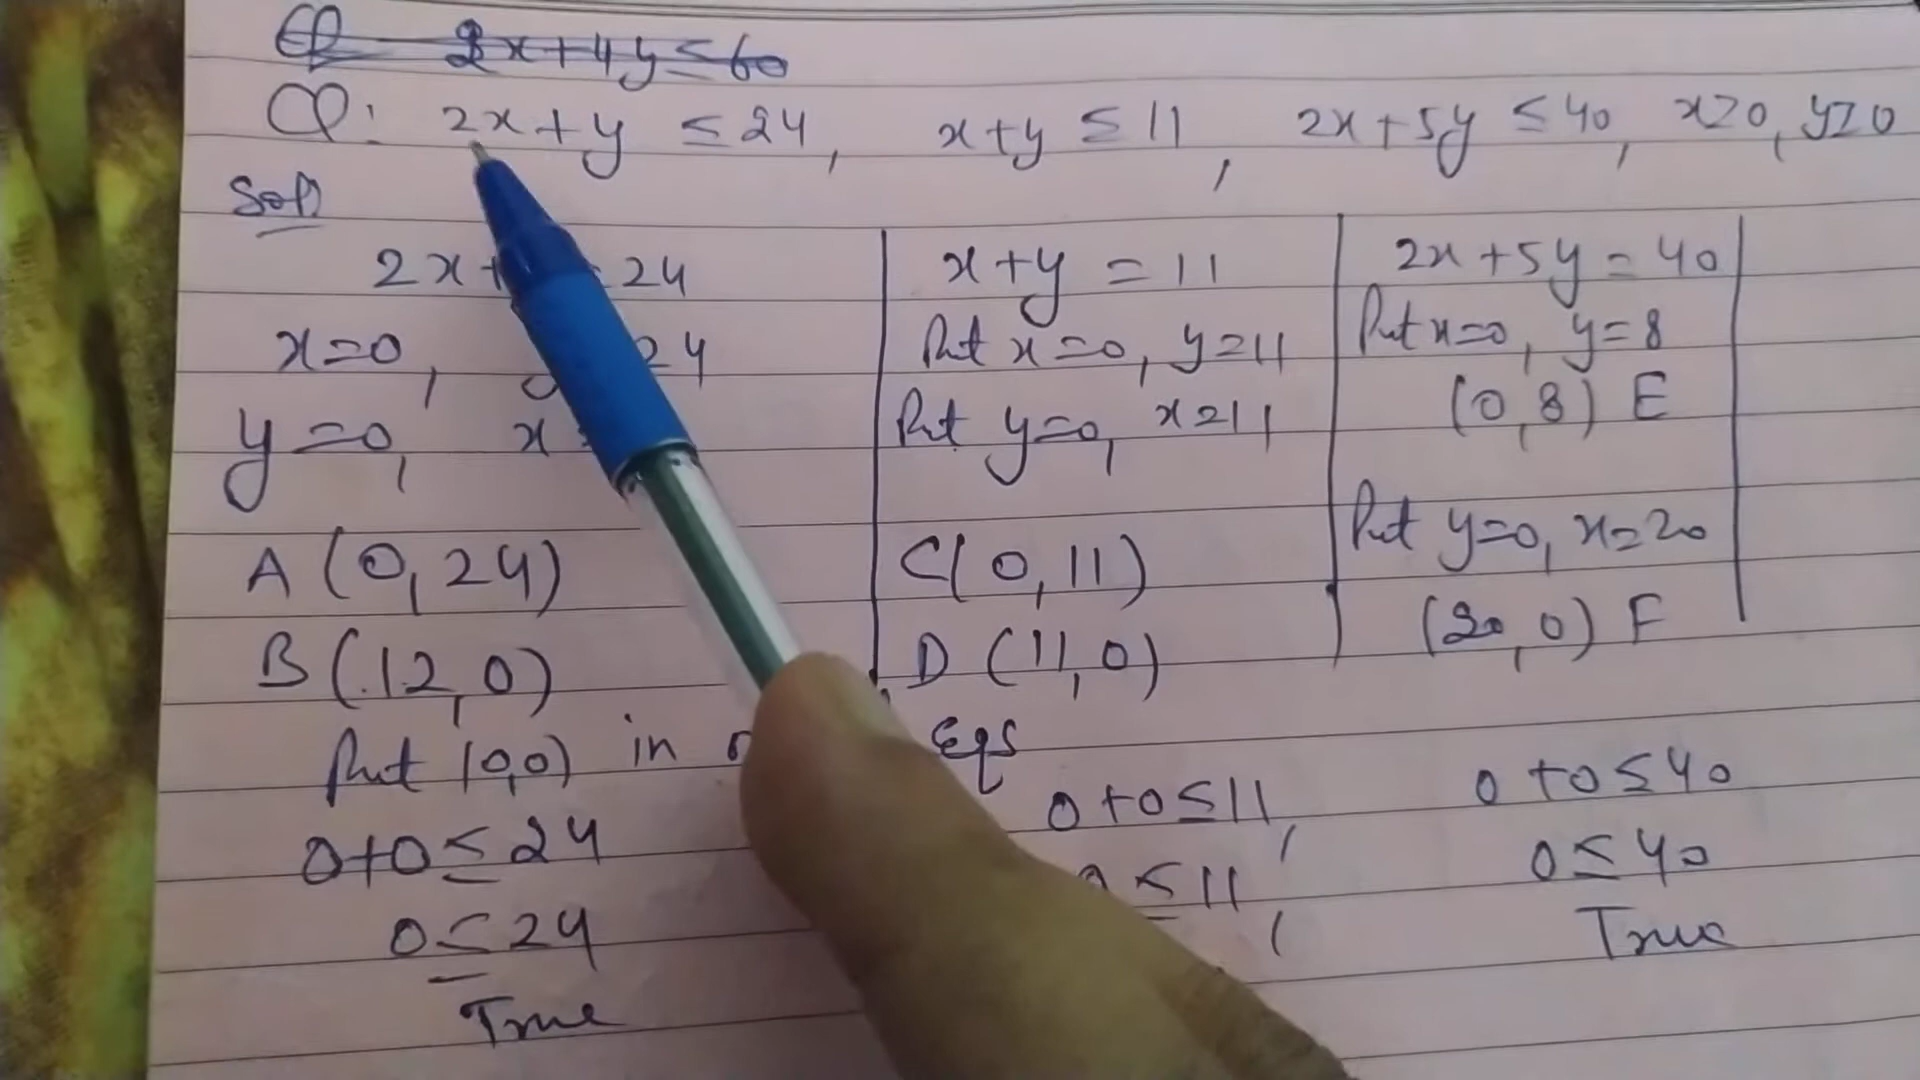 Q 2x+4y≤60
Q: 2x+y ≤24, x+y ≤ 11, 2x+5y ≤40, x≥0, y≥0
Soln
2x+ 24
x=0, 24
y=0, x
A (0,24)
B (12,0)
x+y = 11
Put x=0, y=11
Put y=0, x=11
C(0,11)
D (11,0)
2x+5y=40
Put x=0, y=8
(0,8) E
Put y=0, x=20
(20,0) F
Put (0,0) in Eqs
0+0≤24
0≤24
True
0+0≤11,
≤11,
0+0≤40
0≤40
True